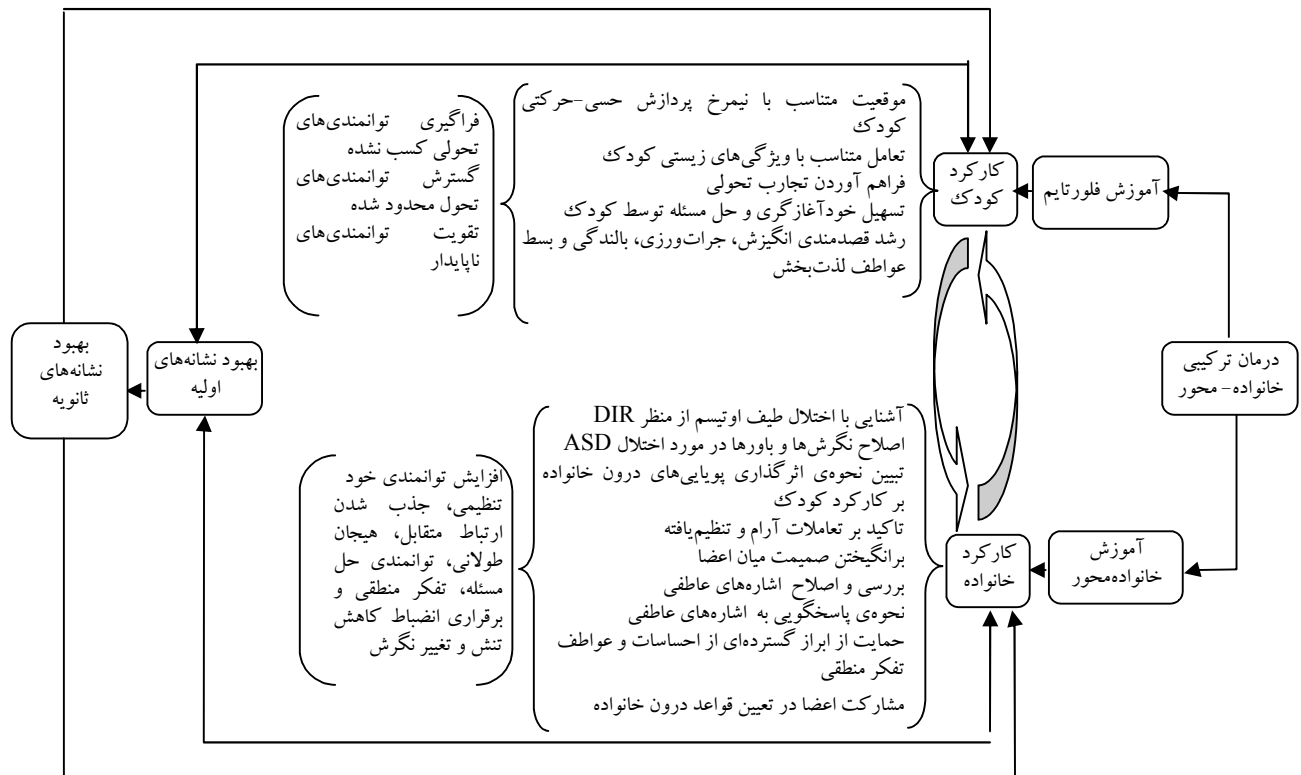 درمان ترکیبی
خانواده- محور
آموزش فلورتایم
کارکرد
کودک
موقعیت متناسب با نیمرخ پردازش حسی-حرکتی
کودک
تعامل متناسب با ویژگی‌های زیستی کودک
فراهم آوردن تجارب تحولی
تسهیل خودآغازگری و حل مسئله توسط کودک
رشد قصدمندی انگیزش، جرات‌ورزی، بالندگی و بسط
عواطف لذت‌بخش
فراگیری توانمندی‌های
تحولی کسب نشده
گسترش توانمندی‌های
تحول محدود شده
تقویت توانمندی‌های
ناپایدار
آموزش
خانواده‌محور
کارکرد
خانواده
آشنایی با اختلال طیف اوتیسم از منظر DIR
اصلاح نگرش‌ها و باورها در مورد اختلال ASD
تبیین نحوه‌ی اثرگذاری پویایی‌های درون خانواده
بر کارکرد کودک
تاکید بر تعاملات آرام و تنظیم‌یافته
برانگیختن صمیمت میان اعضا
بررسی و اصلاح اشاره‌های عاطفی
نحوه‌ی پاسخگویی به اشاره‌های عاطفی
حمایت از ابراز گسترده‌ای از احساسات و عواطف
تفکر منطقی
مشارکت اعضا در تعیین قواعد درون خانواده
افزایش توانمندی خود
تنظیمی، جذب شدن
ارتباط متقابل، هیجان
طولانی، توانمندی حل
مسئله، تفکر منطقی و
برقراری انضباط کاهش
تنش و تغییر نگرش
بهبود نشانه‌های
اولیه
بهبود
نشانه‌های
ثانویه